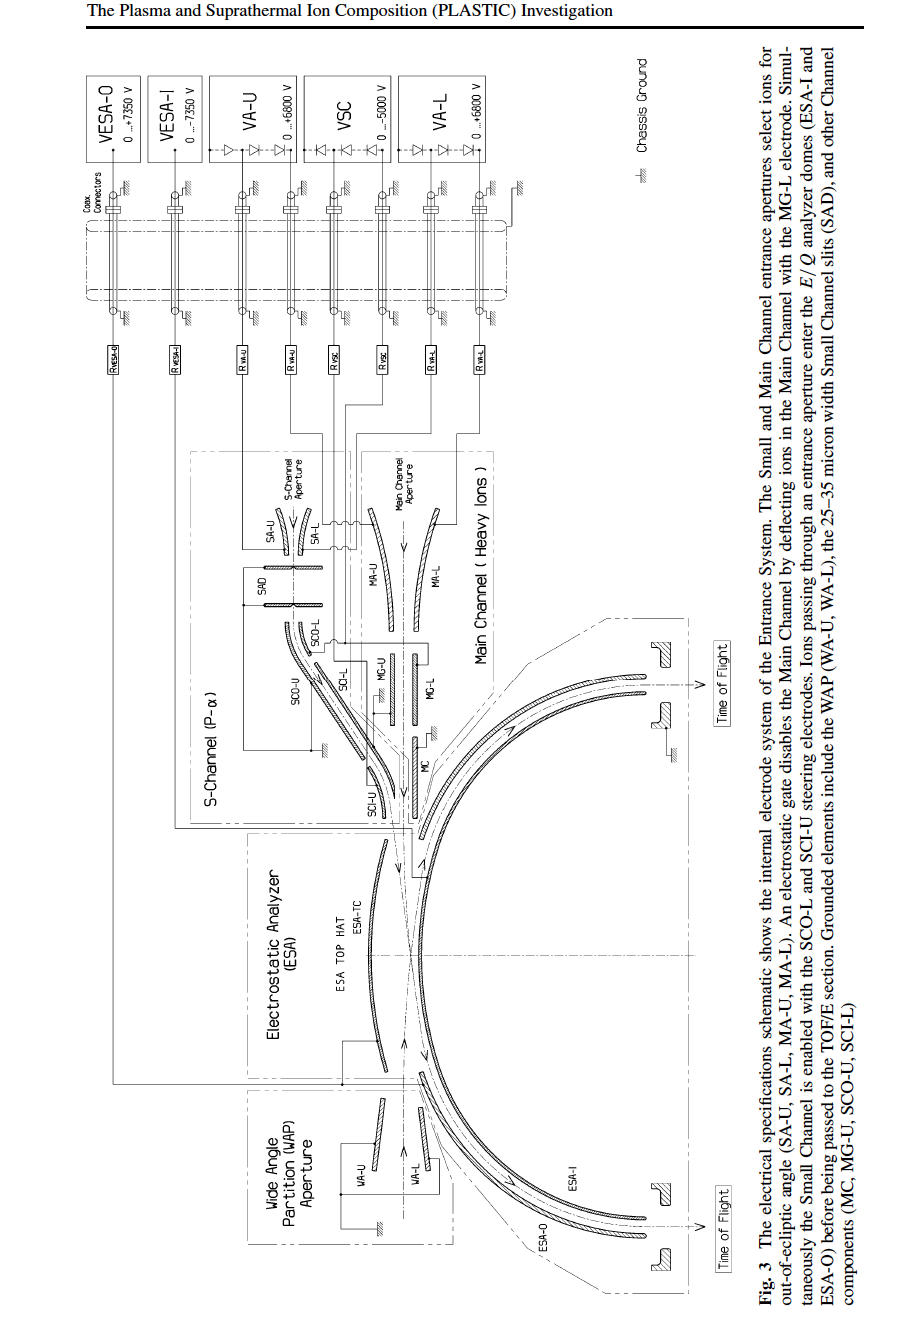 The Plasma and Suprathermal Ion Composition (PLASTIC) Investigation
VESA-O
0 ...+7350 V
VESA-I
0 ...-7350 V
VA-U
0 ...+6800 V
VSC
0 ...-5000 V
VA-L
0 ...+6800 V
Chassis Ground
Coax.
Connectors
RVESA-O
RVESA-I
RVA-U
RVA-U
RVSC
RVSC
RVA-L
RVA-L
S-Channel (P-α)
S-Channel
Aperture
SA-U
SA-L
SAD
SCO-L
SCO-U
SCI-L
SCI-U
Main Channel
Aperture
MA-U
MA-L
MG-U
MG-L
MC
Main Channel ( Heavy Ions )
Electrostatic Analyzer
(ESA)
ESA TOP HAT
ESA-TC
Wide Angle
Partition (WAP)
Aperture
WA-U
WA-L
ESA-I
ESA-O
Time of Flight
Time of Flight
Fig. 3 The electrical specifications schematic shows the internal electrode system of the Entrance System. The Small and Main Channel entrance apertures select ions for
out-of-ecliptic angle (SA-U, SA-L, MA-U, MA-L). An electrostatic gate disables the Main Channel by deflecting ions in the Main Channel with the MG-L electrode. Simul-
taneously the Small Channel is enabled with the SCO-L and SCI-U steering electrodes. Ions passing through an entrance aperture enter the E/Q analyzer domes (ESA-I and
ESA-O) before being passed to the TOF/E section. Grounded elements include the WAP (WA-U, WA-L), the 25–35 micron width Small Channel slits (SAD), and other Channel
components (MC, MG-U, SCO-U, SCI-L)